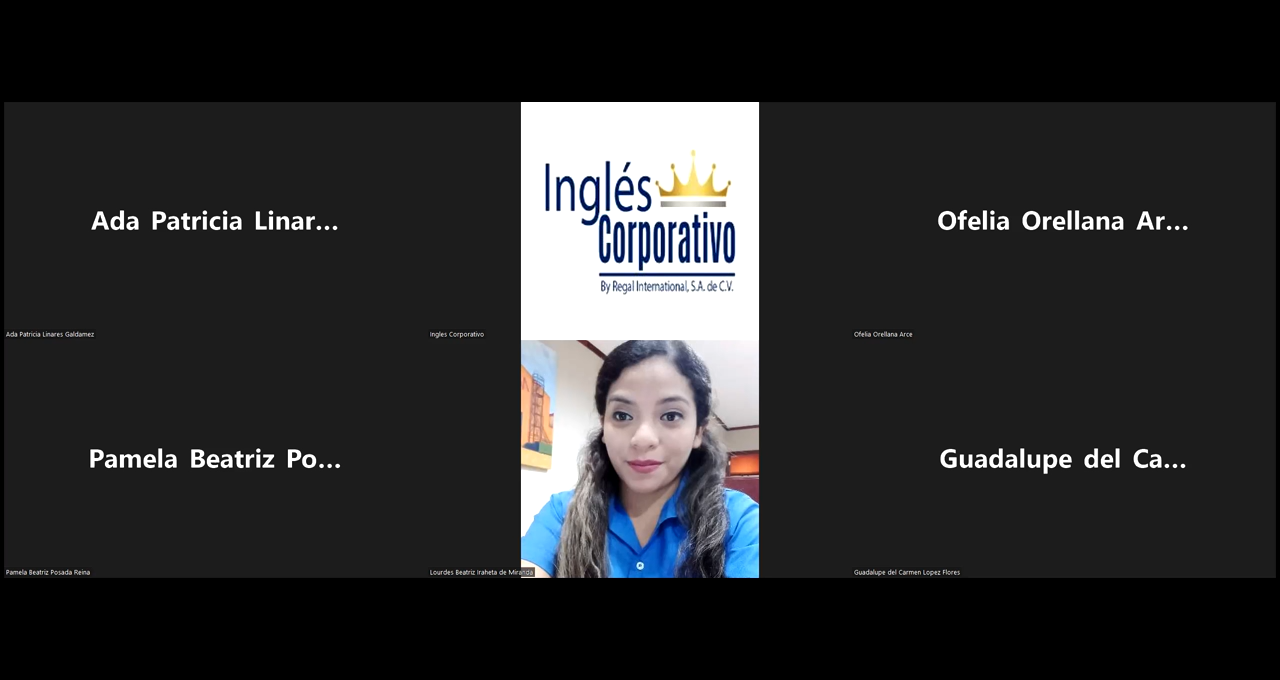 Ada Patricia Linar...
Inglés
Corporativo
By Regal International, S.A. de C.V.
Ofelia Orellana Ar...
Ada Patricia Linares Galdamez
Ingles Corporativo
Ofelia Orellana Arce
Pamela Beatriz Po...
Guadalupe del Ca...
Pamela Beatriz Posada Reina
Lourdes Beatriz Iraheta de Miranda
Guadalupe del Carmen Lopez Flores